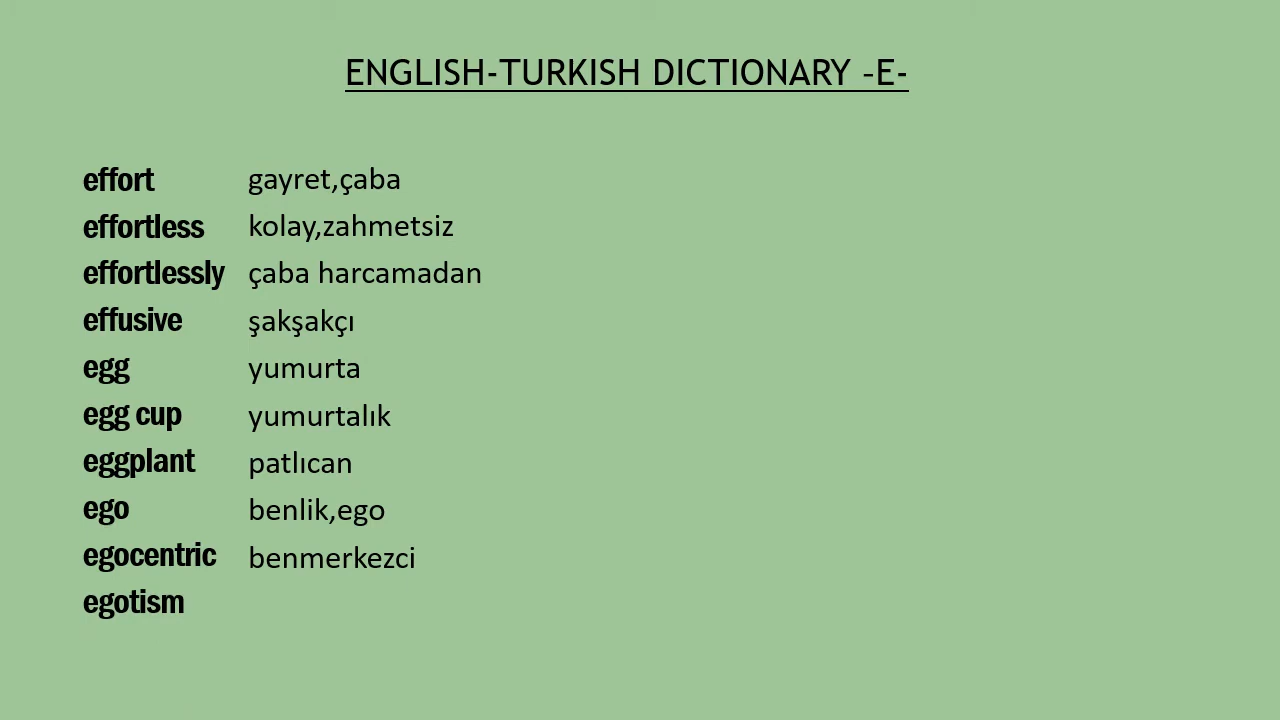 ENGLISH-TURKISH DICTIONARY –E-
effort gayret,çaba
effortless kolay,zahmetsiz
effortlessly çaba harcamadan
effusive şakşakçı
egg yumurta
egg cup yumurtalık
eggplant patlıcan
ego benlik,ego
egocentric benmerkezci
egotism